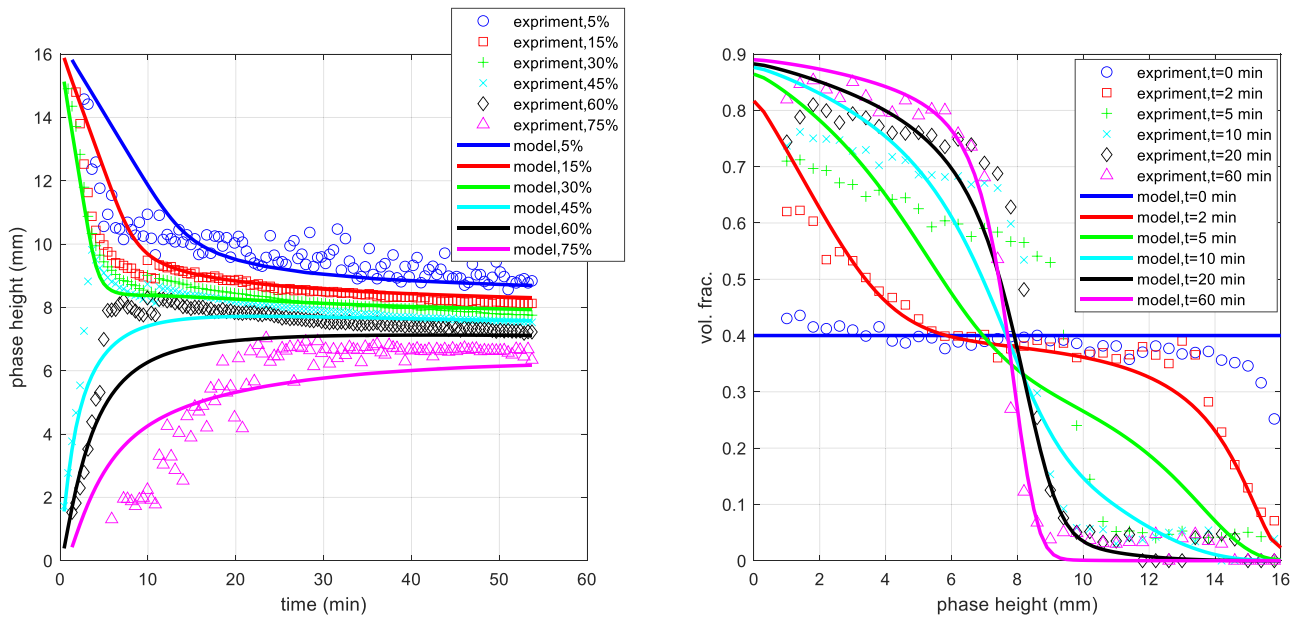 expriment,5%
expriment,15%
expriment,30%
expriment,45%
expriment,60%
expriment,75%
model,5%
model,15%
model,30%
model,45%
model,60%
model,75%
16
14
12
10
8
6
4
2
0
phase height (mm)
0 10 20 30 40 50 60
time (min)
expriment,t=0 min
expriment,t=2 min
expriment,t=5 min
expriment,t=10 min
expriment,t=20 min
expriment,t=60 min
model,t=0 min
model,t=2 min
model,t=5 min
model,t=10 min
model,t=20 min
model,t=60 min
0.9
0.8
0.7
0.6
0.5
0.4
0.3
0.2
0.1
0
vol. frac.
0 2 4 6 8 10 12 14 16
phase height (mm)